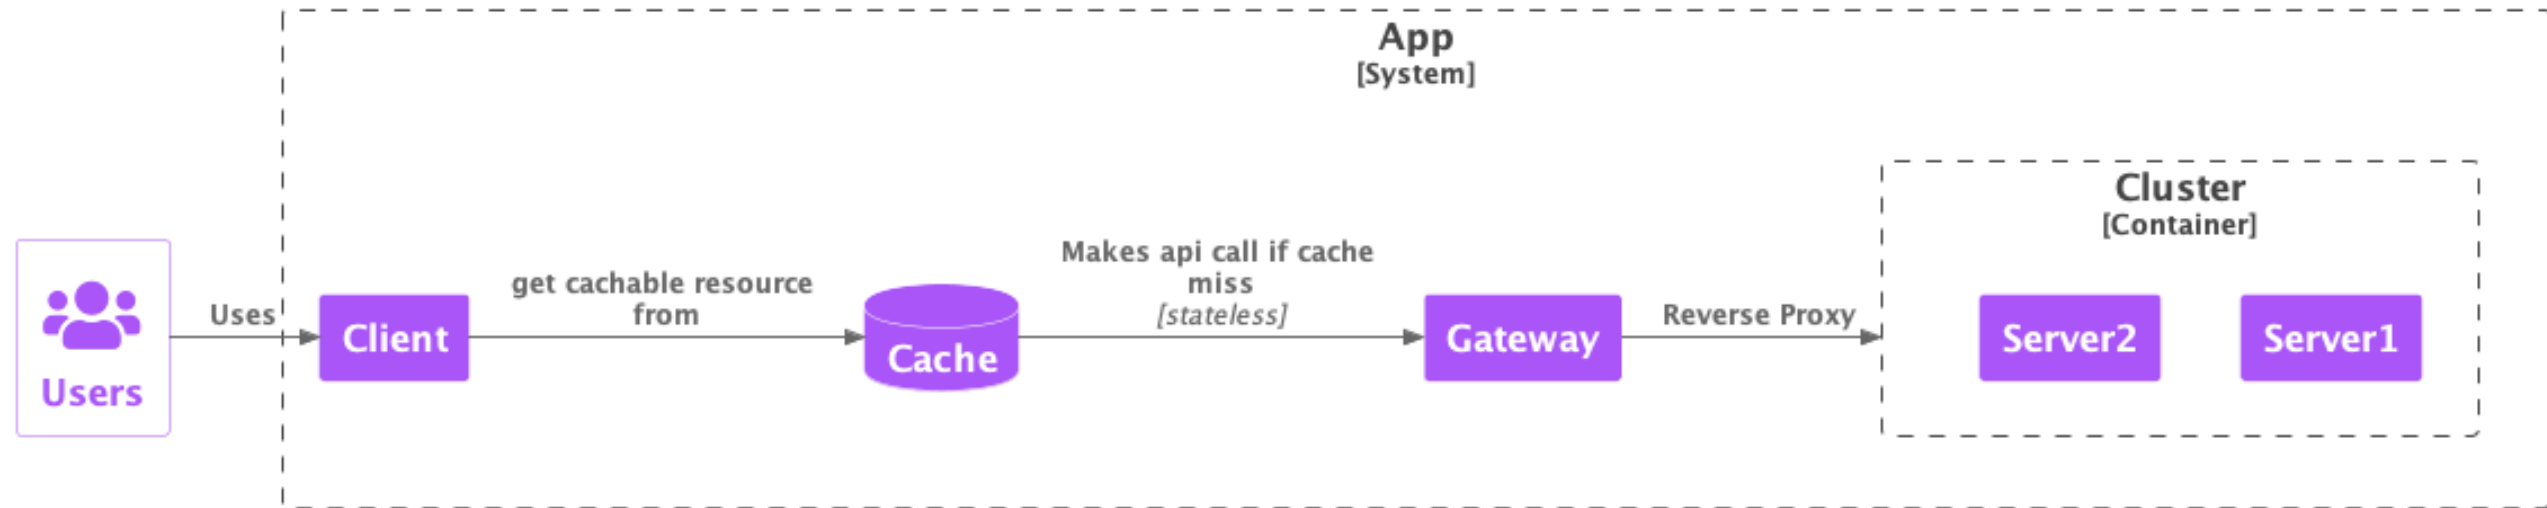 App
[System]
Cluster
[Container]
Users
Uses
Client
get cachable resource
from
Cache
Makes api call if cache
miss
[stateless]
Gateway
Reverse Proxy
Server2
Server1